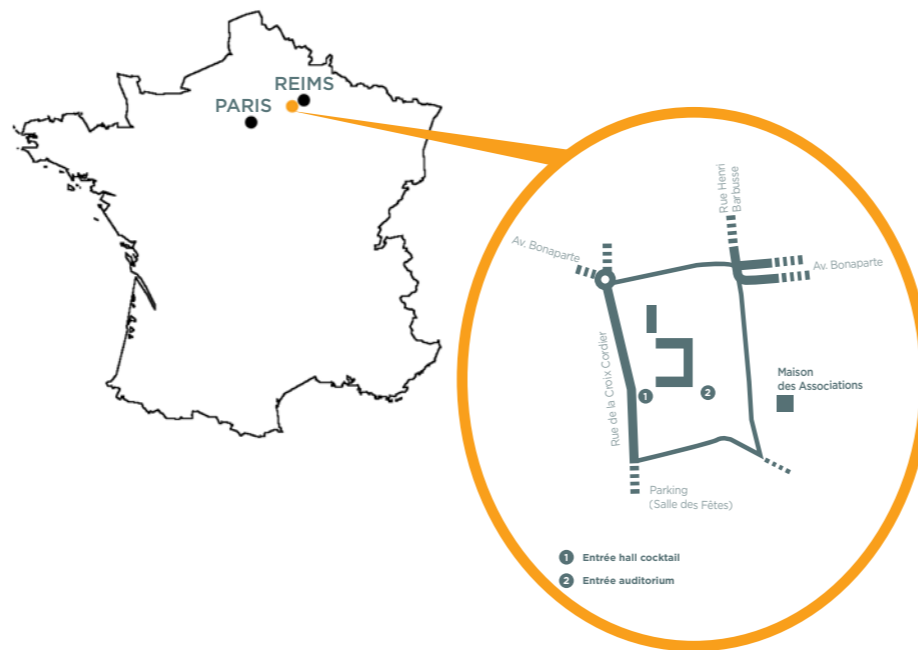 REIMS
PARIS
Rue Henri
Barbusse
Av. Bonaparte
Av. Bonaparte
Rue de la Croix Cordier
Maison
des Associations
1
2
Parking
(Salle des Fêtes)
1 Entrée hall cocktail
2 Entrée auditorium